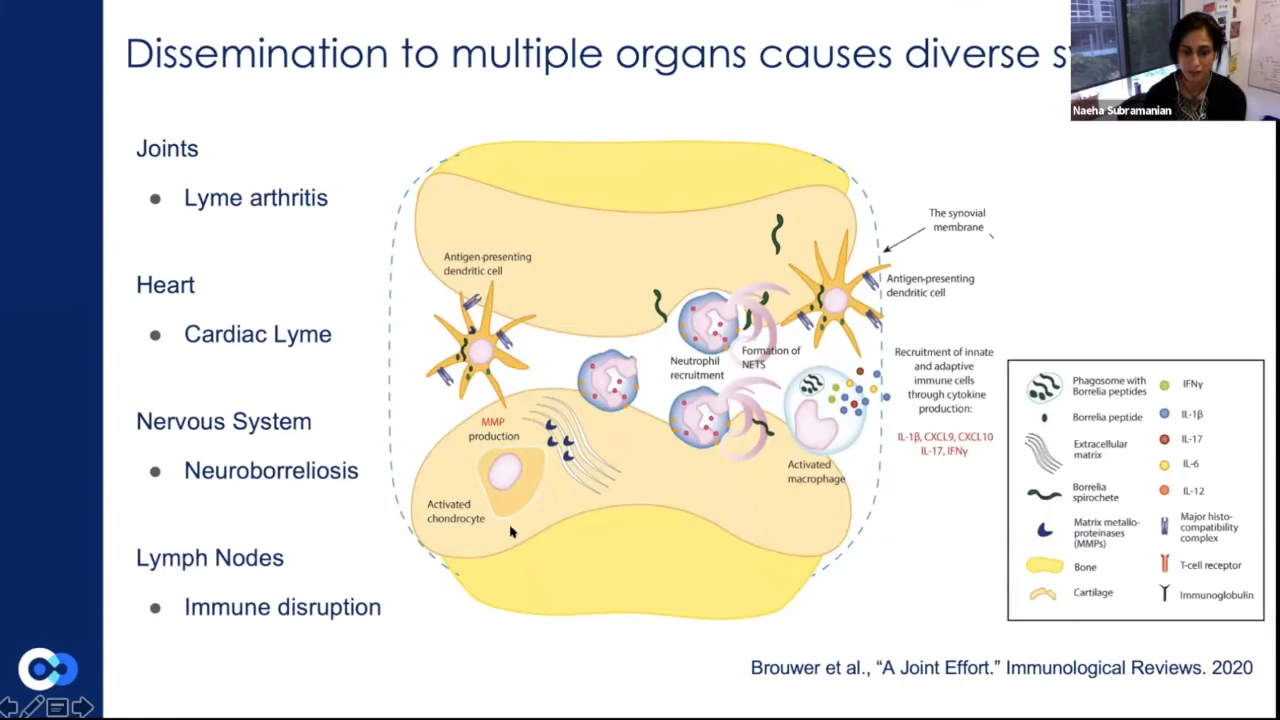 Dissemination to multiple organs causes diverse s
Naeha Subramanian
Joints
● Lyme arthritis
Heart
● Cardiac Lyme
Nervous System
● Neuroborreliosis
Lymph Nodes
● Immune disruption
Antigen-presenting
dendritic cell
The synovial
membrane
Antigen-presenting
dendritic cell
Neutrophil
recruitment
Formation of
NETS
Recruitment of innate
and adaptive
immune cells
through cytokine
production:
IL-1β, CXCL9, CXCL10
IL-17, IFNγ
MMP
production
Activated
macrophage
Activated
chondrocyte
Phagosome with
Borrelia peptides
Borrelia peptide
Extracellular
matrix
Borrelia
spirochete
Matrix metallo-
proteinases
(MMPs)
Bone
Cartilage
IFNγ
IL-1β
IL-17
IL-6
IL-12
Major histo-
compatibility
complex
T-cell receptor
Immunoglobulin
Brouwer et al., “A Joint Effort.” Immunological Reviews. 2020